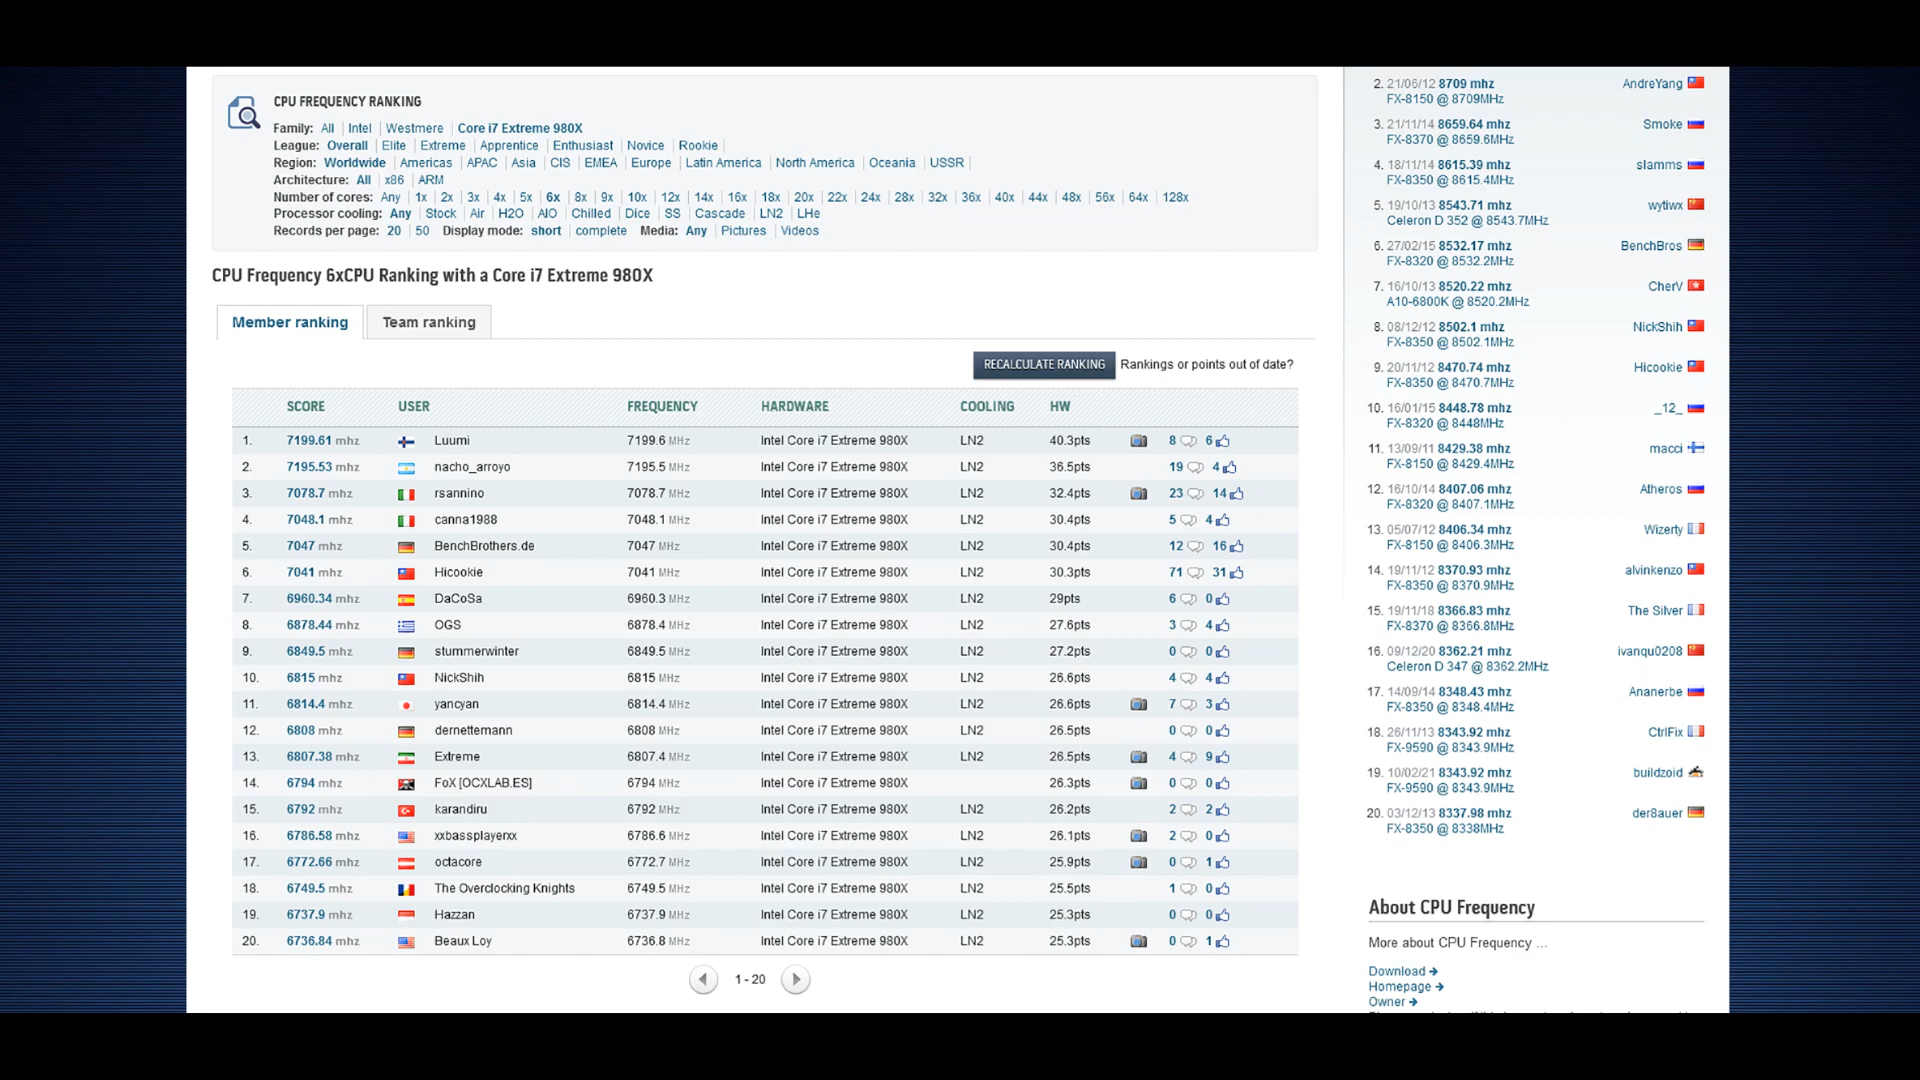 CPU FREQUENCY RANKING
Family: All | Intel | Westmere | Core i7 Extreme 980X
League: Overall | Elite | Extreme | Apprentice | Enthusiast | Novice | Rookie |
Region: Worldwide | Americas | APAC | Asia | CIS | EMEA | Europe | Latin America | North America | Oceania | USSR |
Architecture: All | x86 | ARM
Number of cores: Any | 1x | 2x | 3x | 4x | 5x | 6x | 8x | 9x | 10x | 12x | 14x | 16x | 18x | 20x | 22x | 24x | 28x | 32x | 36x | 40x | 44x | 48x | 56x | 64x | 128x
Processor cooling: Any | Stock | Air | H2O | AIO | Chilled | Dice | SS | Cascade | LN2 | LHe
Records per page: 20 | 50 Display mode: short | complete Media: Any | Pictures | Videos
CPU Frequency 6xCPU Ranking with a Core i7 Extreme 980X
Member ranking Team ranking
RECALCULATE RANKING Rankings or points out of date?
SCORE USER FREQUENCY HARDWARE COOLING HW
1. 7199.61 mhz Luumi 7199.6 MHz Intel Core i7 Extreme 980X LN2 40.3pts 8 6
2. 7195.53 mhz nacho_arroyo 7195.5 MHz Intel Core i7 Extreme 980X LN2 36.5pts 19 4
3. 7078.7 mhz rsannino 7078.7 MHz Intel Core i7 Extreme 980X LN2 32.4pts 23 14
4. 7048.1 mhz canna1988 7048.1 MHz Intel Core i7 Extreme 980X LN2 30.4pts 5 4
5. 7047 mhz BenchBrothers.de 7047 MHz Intel Core i7 Extreme 980X LN2 30.4pts 12 16
6. 7041 mhz Hicookie 7041 MHz Intel Core i7 Extreme 980X LN2 30.3pts 71 31
7. 6960.34 mhz DaCoSa 6960.3 MHz Intel Core i7 Extreme 980X LN2 29pts 6 0
8. 6878.44 mhz OGS 6878.4 MHz Intel Core i7 Extreme 980X LN2 27.6pts 3 4
9. 6849.5 mhz stummerwinter 6849.5 MHz Intel Core i7 Extreme 980X LN2 27.2pts 0 0
10. 6815 mhz NickShih 6815 MHz Intel Core i7 Extreme 980X LN2 26.6pts 4 4
11. 6814.4 mhz yancyan 6814.4 MHz Intel Core i7 Extreme 980X LN2 26.6pts 7 3
12. 6808 mhz dernettemann 6808 MHz Intel Core i7 Extreme 980X LN2 26.5pts 0 0
13. 6807.38 mhz Extreme 6807.4 MHz Intel Core i7 Extreme 980X LN2 26.5pts 4 9
14. 6794 mhz FoX [OCXLAB.ES] 6794 MHz Intel Core i7 Extreme 980X 26.3pts 0 0
15. 6792 mhz karandiru 6792 MHz Intel Core i7 Extreme 980X LN2 26.2pts 2 2
16. 6786.58 mhz xxbassplayerxx 6786.6 MHz Intel Core i7 Extreme 980X LN2 26.1pts 2 0
17. 6772.66 mhz octacore 6772.7 MHz Intel Core i7 Extreme 980X LN2 25.9pts 0 1
18. 6749.5 mhz The Overclocking Knights 6749.5 MHz Intel Core i7 Extreme 980X LN2 25.5pts 1 0
19. 6737.9 mhz Hazzan 6737.9 MHz Intel Core i7 Extreme 980X LN2 25.3pts 0 0
20. 6736.84 mhz Beaux Loy 6736.8 MHz Intel Core i7 Extreme 980X LN2 25.3pts 0 1
1 - 20
2. 21/06/12 8709 mhz AndreYang
FX-8150 @ 8709MHz
3. 21/11/14 8659.64 mhz Smoke
FX-8370 @ 8659.6MHz
4. 18/11/14 8615.39 mhz slamms
FX-8350 @ 8615.4MHz
5. 19/10/13 8543.71 mhz wytiwx
Celeron D 352 @ 8543.7MHz
6. 27/02/15 8532.17 mhz BenchBros
FX-8320 @ 8532.2MHz
7. 16/10/13 8520.22 mhz CherV
A10-6800K @ 8520.2MHz
8. 08/12/12 8502.1 mhz NickShih
FX-8350 @ 8502.1MHz
9. 20/11/12 8470.74 mhz Hicookie
FX-8350 @ 8470.7MHz
10. 16/01/15 8448.78 mhz _12_
FX-8320 @ 8448MHz
11. 13/09/11 8429.38 mhz macci
FX-8150 @ 8429.4MHz
12. 16/10/14 8407.06 mhz Atheros
FX-8320 @ 8407.1MHz
13. 05/07/12 8406.34 mhz Wizerty
FX-8150 @ 8406.3MHz
14. 19/11/12 8370.93 mhz alvinkenzo
FX-8350 @ 8370.9MHz
15. 19/11/18 8366.83 mhz The Silver
FX-8370 @ 8366.8MHz
16. 09/12/20 8362.21 mhz ivanqu0208
Celeron D 347 @ 8362.2MHz
17. 14/09/14 8348.43 mhz Ananerbe
FX-8350 @ 8348.4MHz
18. 26/11/13 8343.92 mhz CtrlFix
FX-9590 @ 8343.9MHz
19. 10/02/21 8343.92 mhz buildzoid
FX-9590 @ 8343.9MHz
20. 03/12/13 8337.98 mhz der8auer
FX-8350 @ 8338MHz
About CPU Frequency
More about CPU Frequency ...
Download
Homepage
Owner